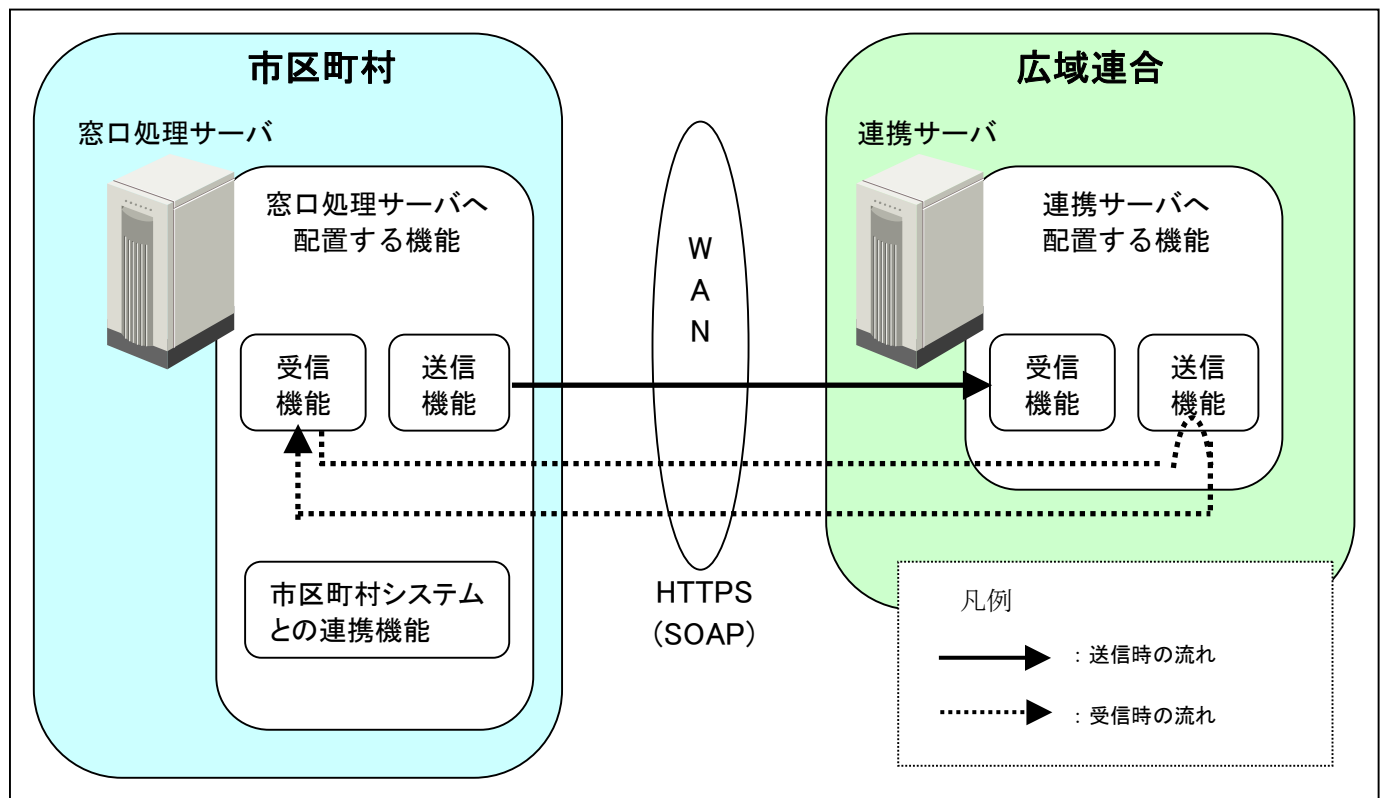 市区町村
窓口処理サーバ
窓口処理サーバへ
配置する機能
受信
機能
送信
機能
市区町村システム
との連携機能
W
A
N
HTTPS
(SOAP)
広域連合
連携サーバ
連携サーバへ
配置する機能
受信
機能
送信
機能
凡例
：送信時の流れ
：受信時の流れ